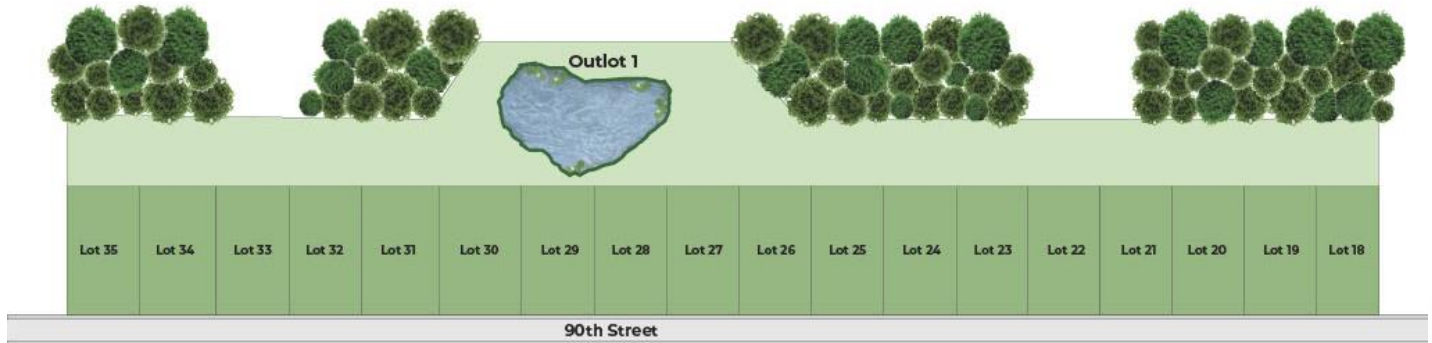 Outlot 1
Lot 35
Lot 34
Lot 33
Lot 32
Lot 31
Lot 30
Lot 29
Lot 28
Lot 27
Lot 26
Lot 25
Lot 24
Lot 23
Lot 22
Lot 21
Lot 20
Lot 19
Lot 18
90th Street